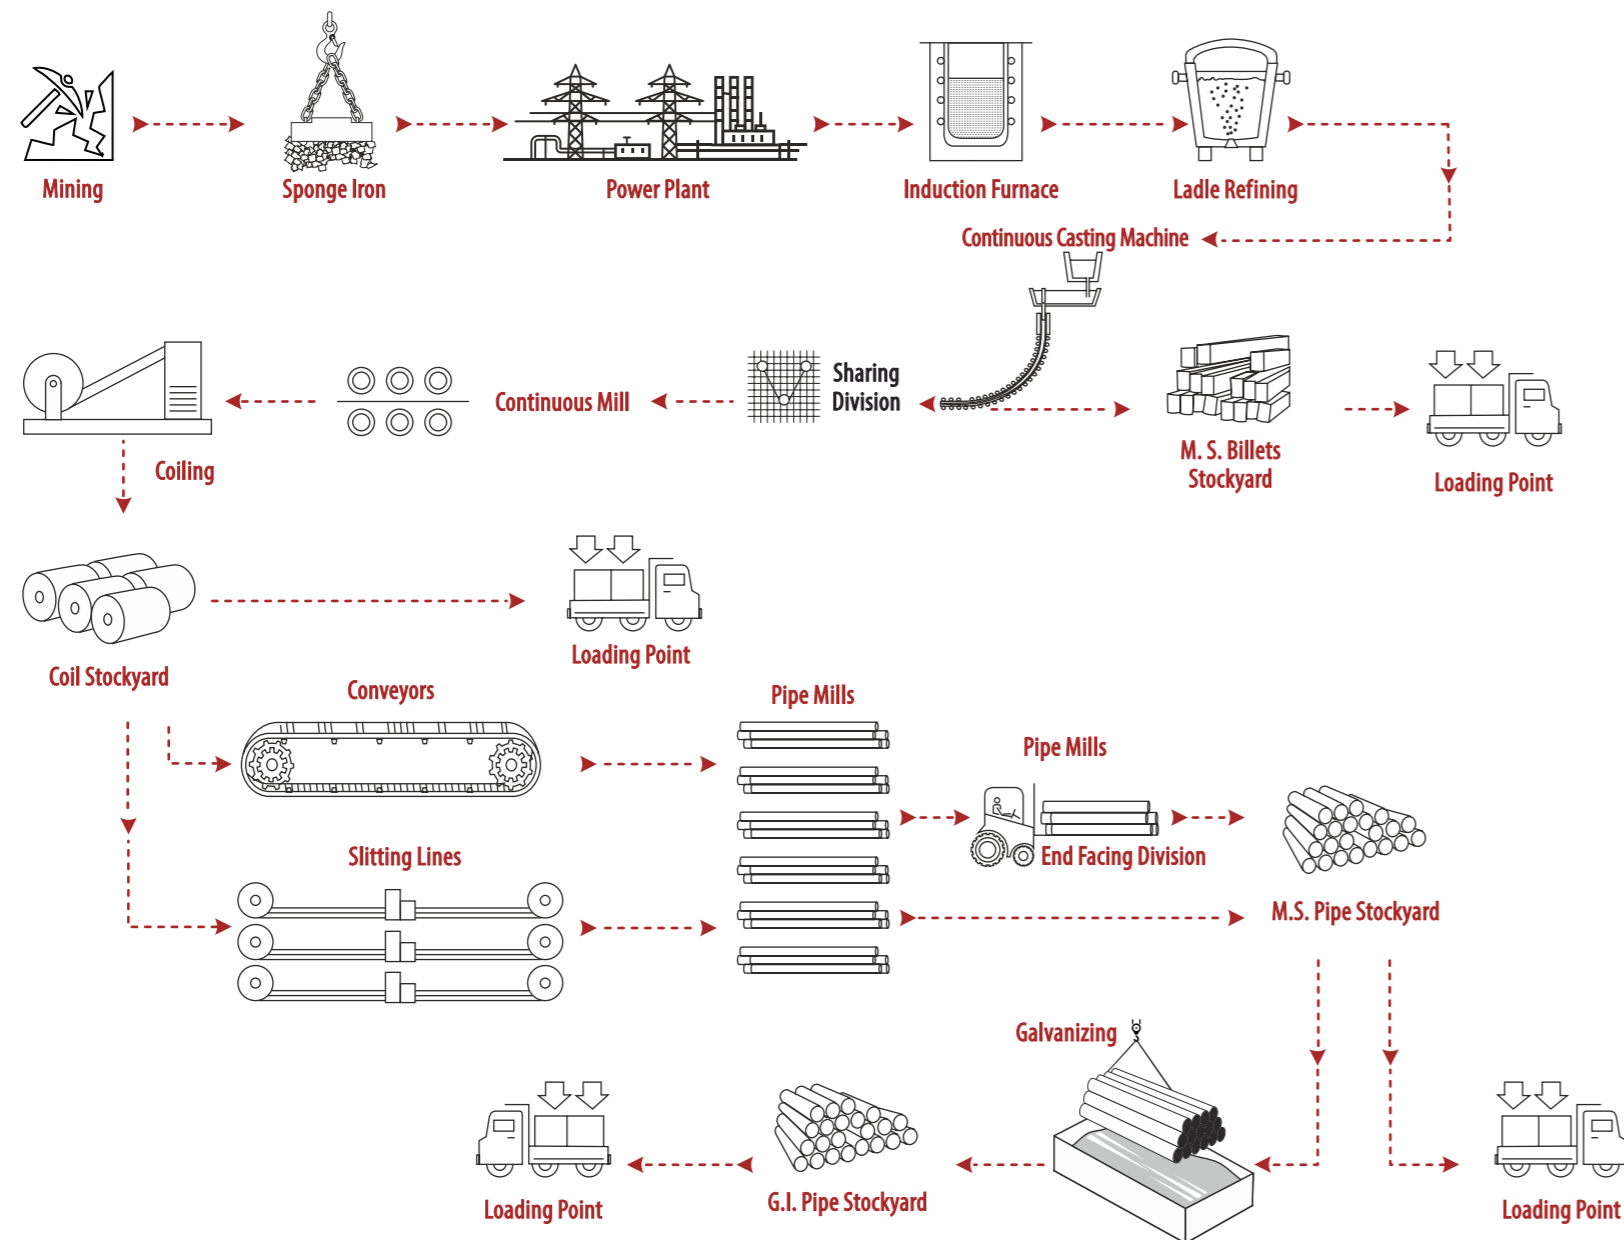 Mining
Sponge Iron
Power Plant
Induction Furnace
Ladle Refining
Continuous Casting Machine
Continuous Mill
Sharing
Division
M. S. Billets
Stockyard
Loading Point
Coiling
Coil Stockyard
Loading Point
Conveyors
Pipe Mills
Pipe Mills
Slitting Lines
End Facing Division
M.S. Pipe Stockyard
Galvanizing
Loading Point
G.I. Pipe Stockyard
Loading Point